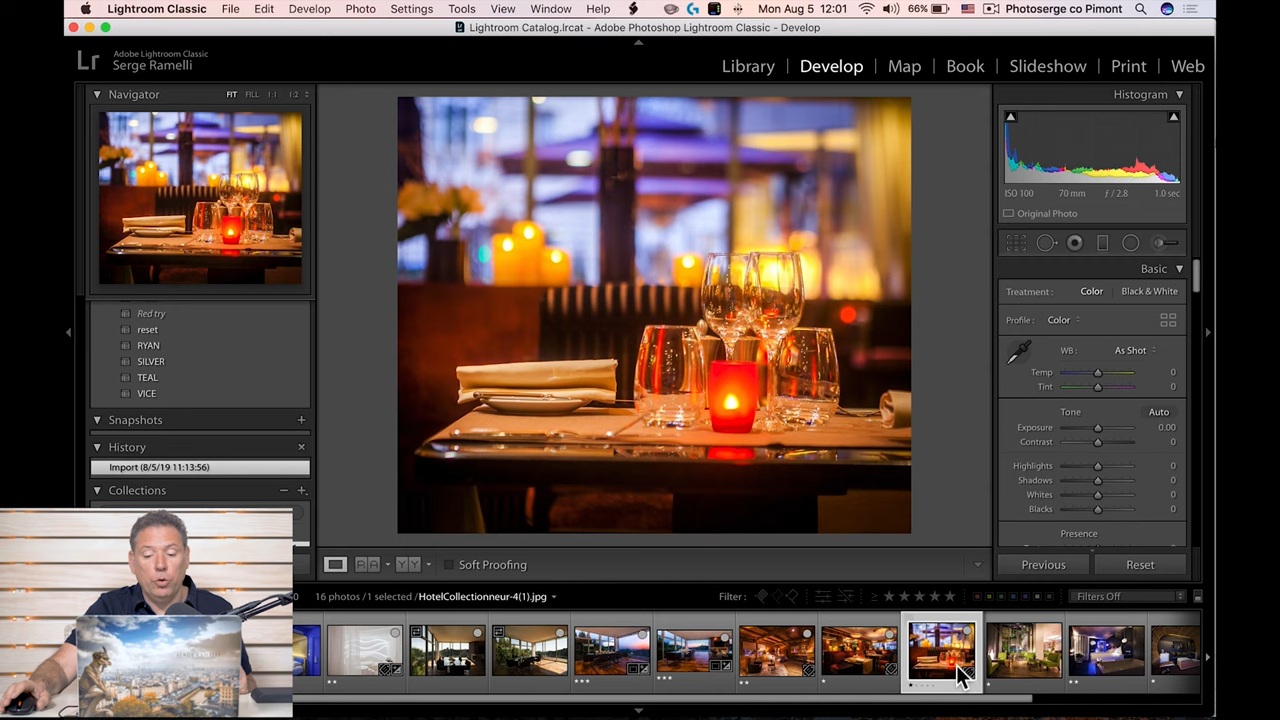 Lightroom Classic File Edit Develop Photo Settings Tools View Window Help Mon Aug 5 12:01 66% Photoserge co Pimont
Lightroom Catalog.lrcat - Adobe Photoshop Lightroom Classic - Develop
Lr Adobe Lightroom Classic
Serge Ramelli
Library | Develop | Map | Book | Slideshow | Print | Web
Navigator FIT FILL 1:1 1:2
Histogram
ISO 100 70 mm ƒ / 2.8 1.0 sec
Original Photo
Basic
Treatment : Color Black & White
Profile : Color
WB : As Shot
Temp 0
Tint 0
Tone Auto
Exposure 0.00
Contrast 0
Highlights 0
Shadows 0
Whites 0
Blacks 0
Presence
Previous Reset
Red try
reset
RYAN
SILVER
TEAL
VICE
Snapshots
History
Import (8/5/19 11:13:56)
Collections
RA YY Soft Proofing
16 photos / 1 selected / HotelCollectionneur-4(1).jpg
Filter : Filters Off